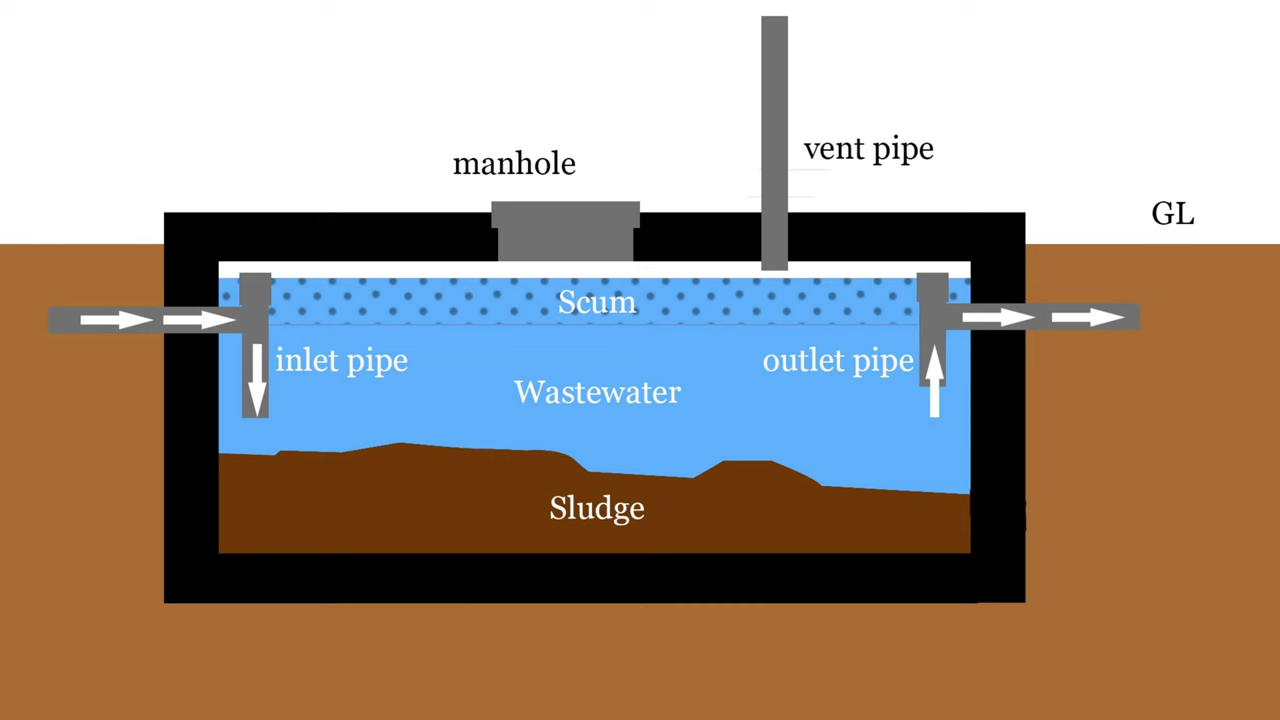 vent pipe
manhole
GL
Scum
inlet pipe
outlet pipe
Wastewater
Sludge